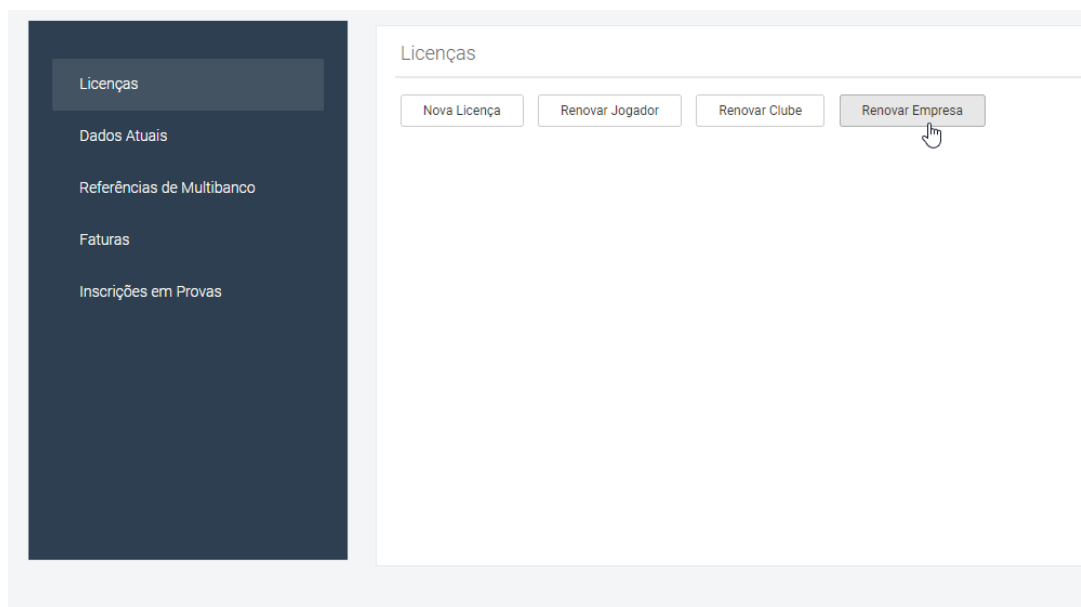 Licenças
Dados Atuais
Referências de Multibanco
Faturas
Inscrições em Provas
Licenças
Nova Licença Renovar Jogador Renovar Clube Renovar Empresa